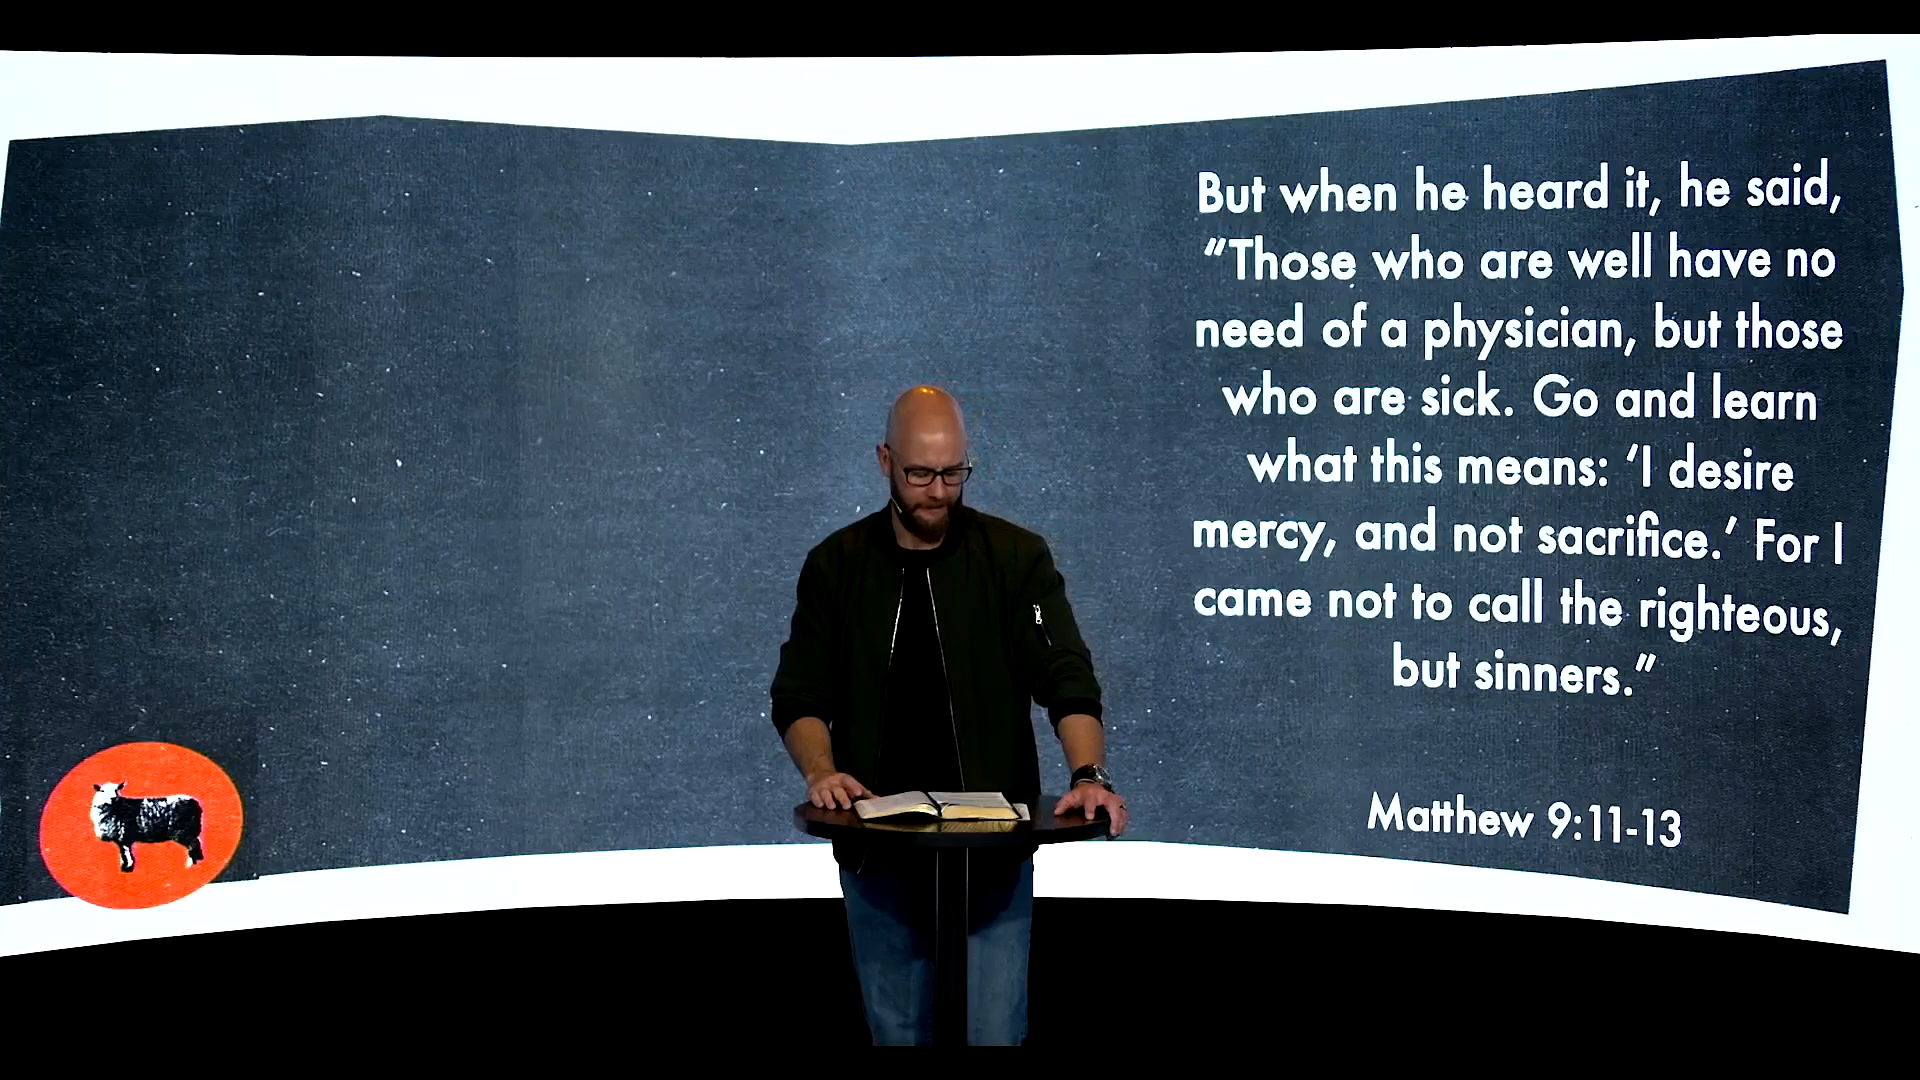 But when he heard it, he said,
“Those who are well have no
need of a physician, but those
who are sick. Go and learn
what this means: ‘I desire
mercy, and not sacrifice.’ For I
came not to call the righteous,
but sinners.”
Matthew 9:11-13